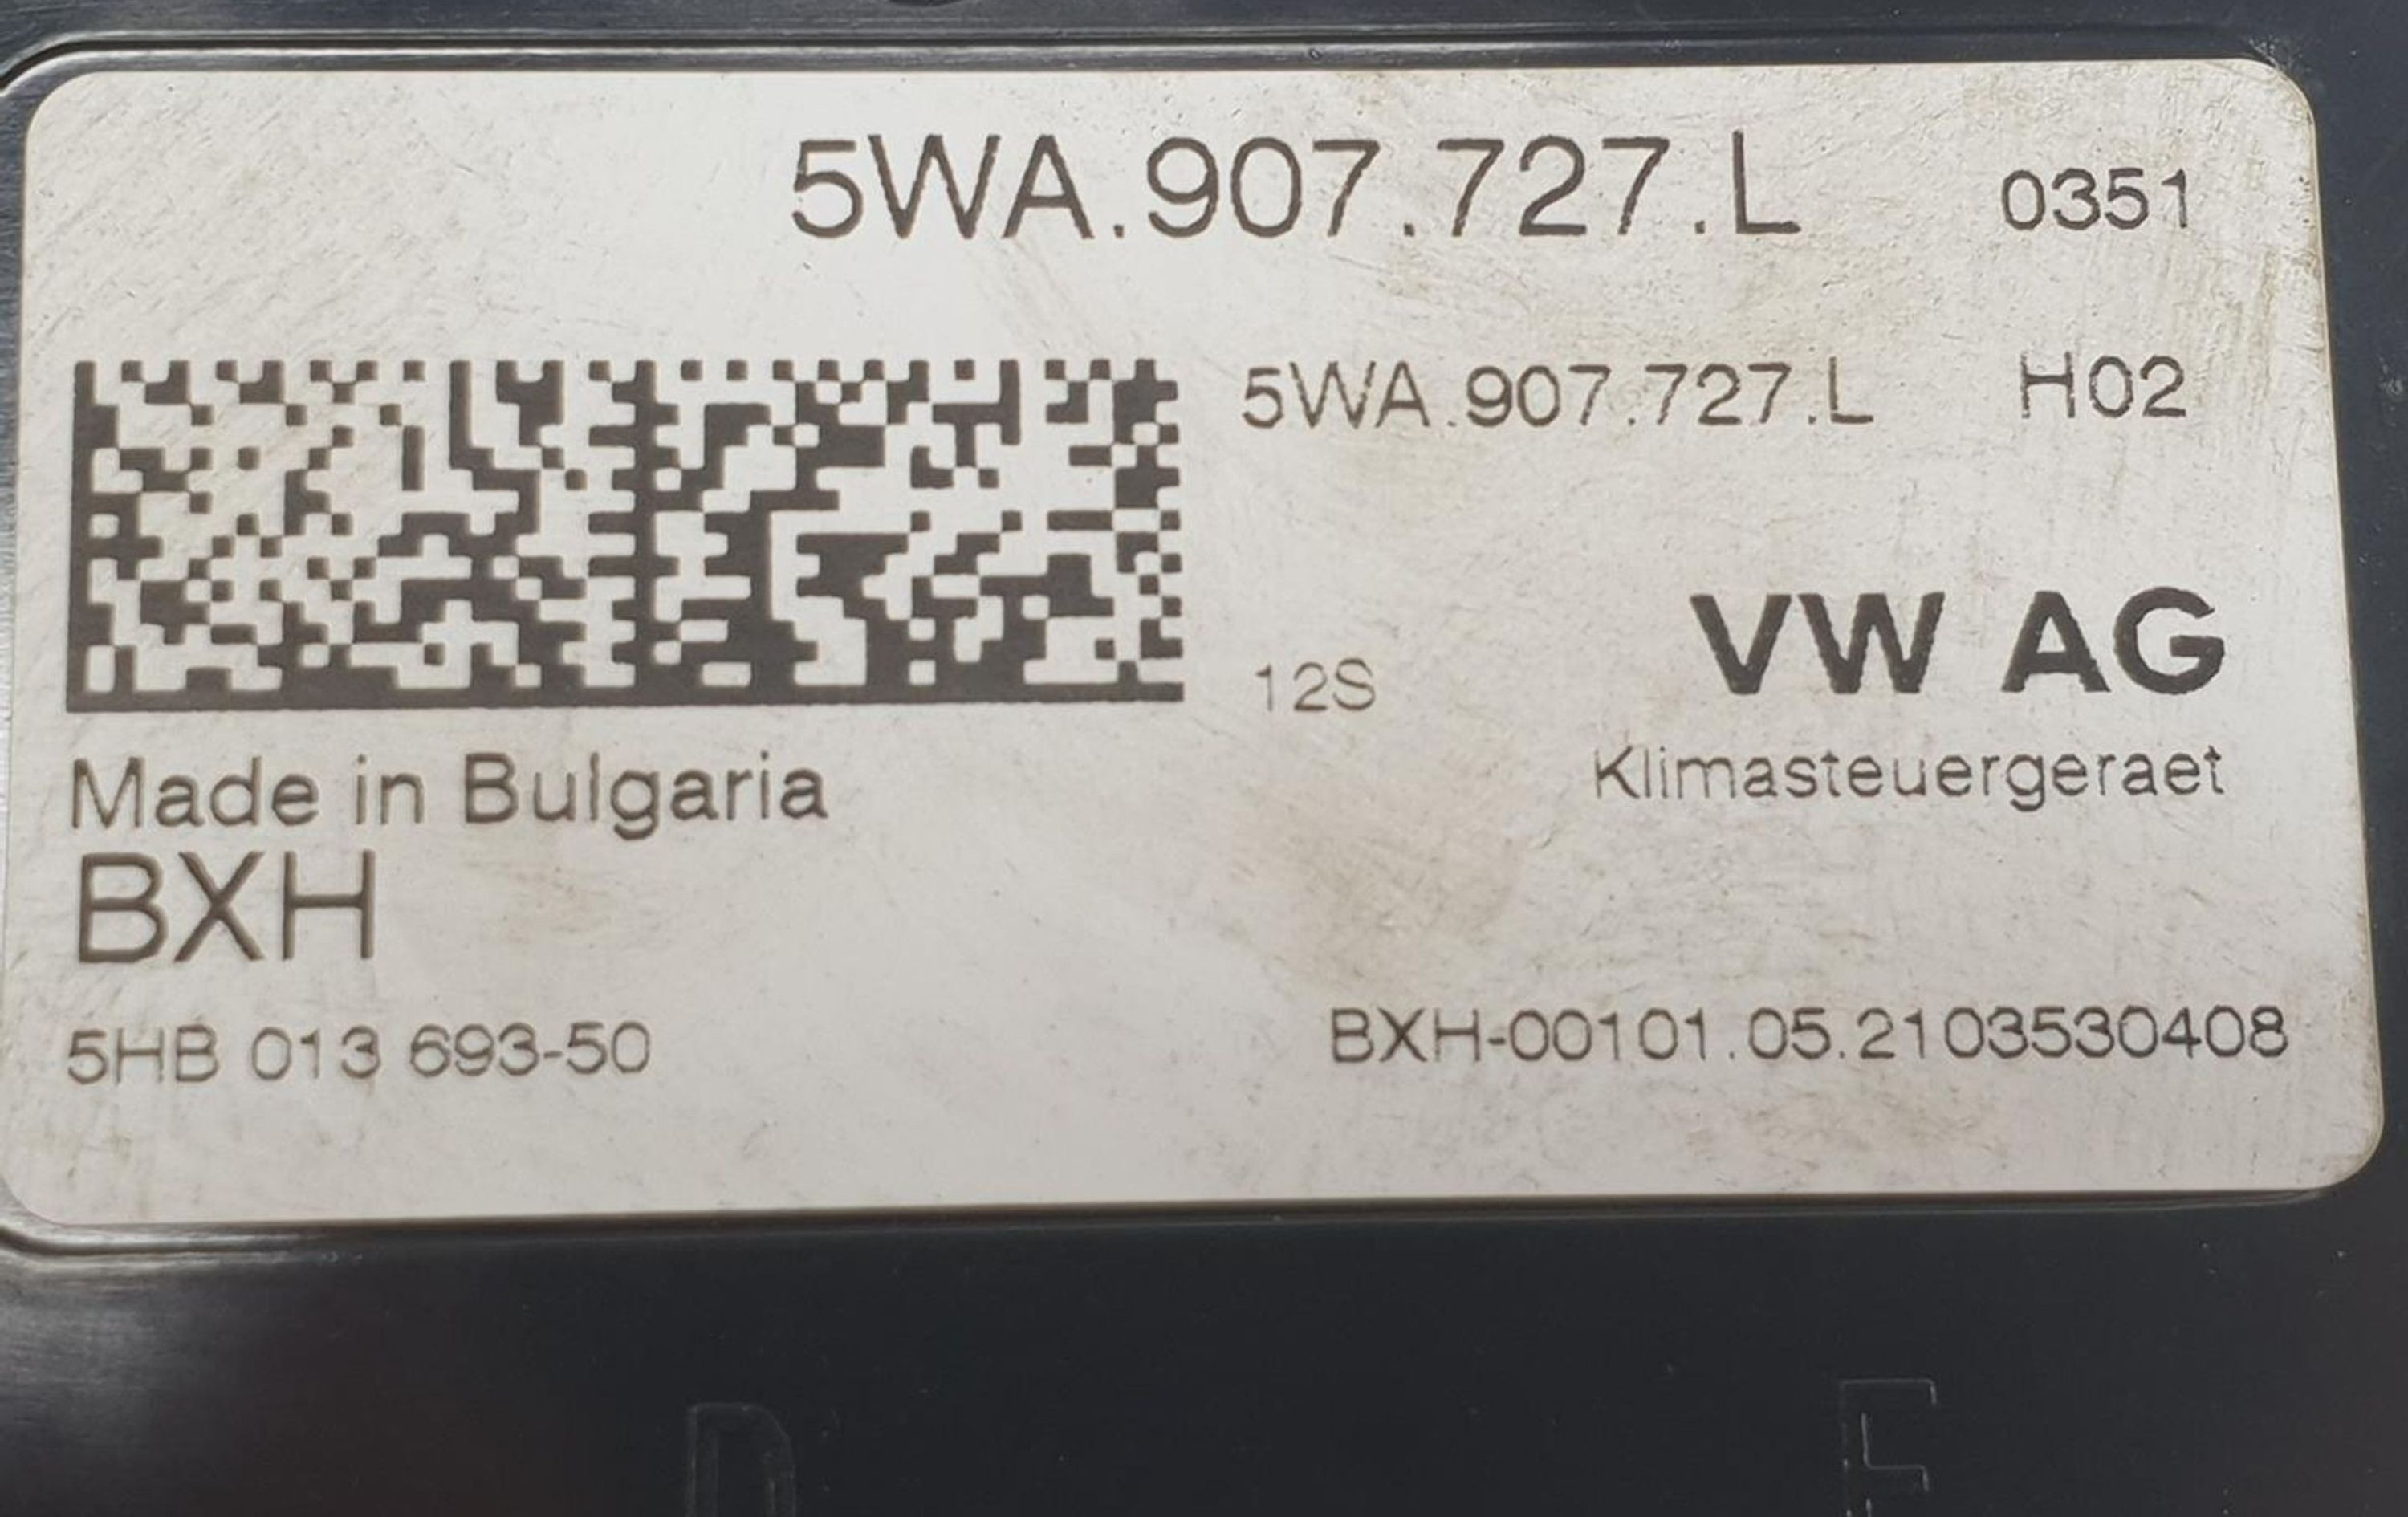 5WA.907.727.L 0351
5WA.907.727.L H02
12S
VW AG
Klimasteuergeraet
Made in Bulgaria
BXH
5HB 013 693-50
BXH-00101.05.2103530408
D